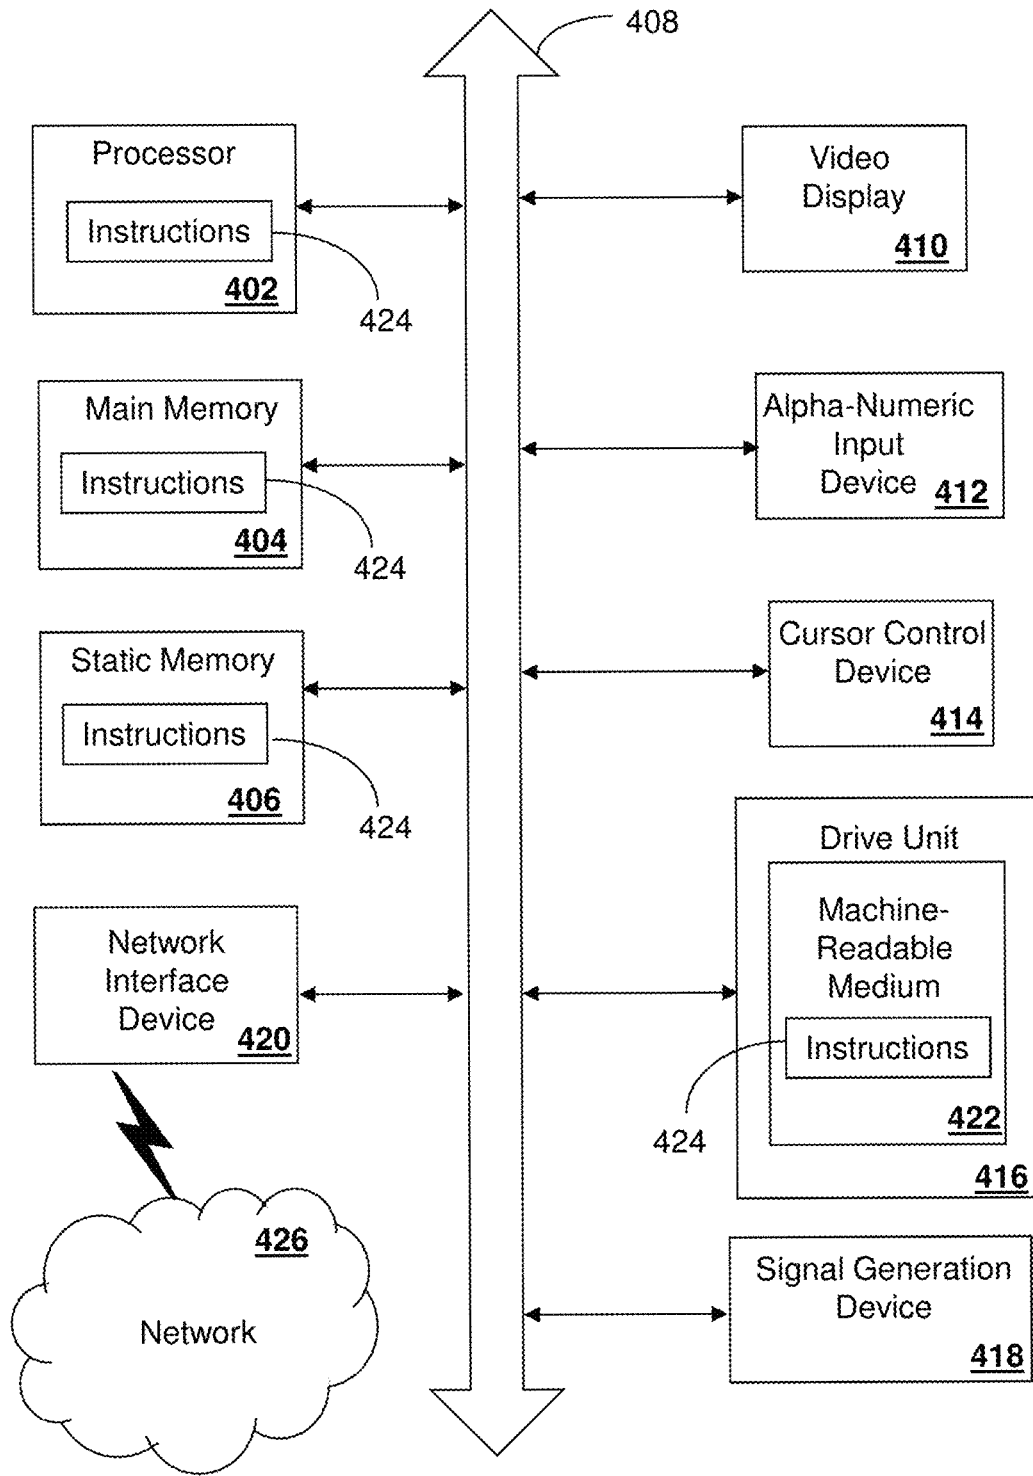 408
Processor
Instructions
402
424
Main Memory
Instructions
404
424
Static Memory
Instructions
406
424
Network
Interface
Device
420
426
Network
Video
Display
410
Alpha-Numeric
Input
Device
412
Cursor Control
Device
414
Drive Unit
Machine-
Readable
Medium
Instructions
424
422
416
Signal Generation
Device
418